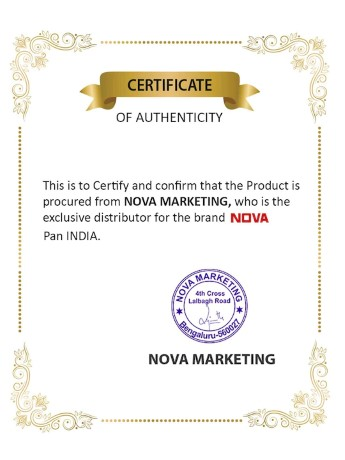 CERTIFICATE
OF AUTHENTICITY
This is to Certify and confirm that the Product is
procured from NOVA MARKETING, who is the
exclusive distributor for the brand NOVA
Pan INDIA.
NOVA MARKETING
4th Cross
Lalbagh Road
Bengaluru-560027
NOVA MARKETING